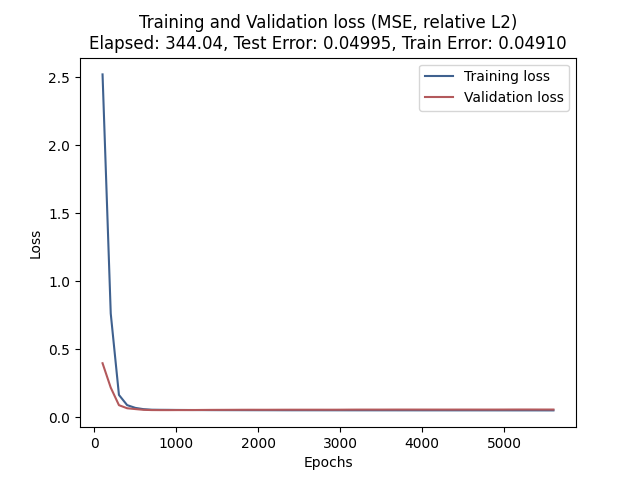 Training and Validation loss (MSE, relative L2)
Elapsed: 344.04, Test Error: 0.04995, Train Error: 0.04910
Training loss
Validation loss
2.5
2.0
1.5
1.0
0.5
0.0
Loss
0 1000 2000 3000 4000 5000
Epochs